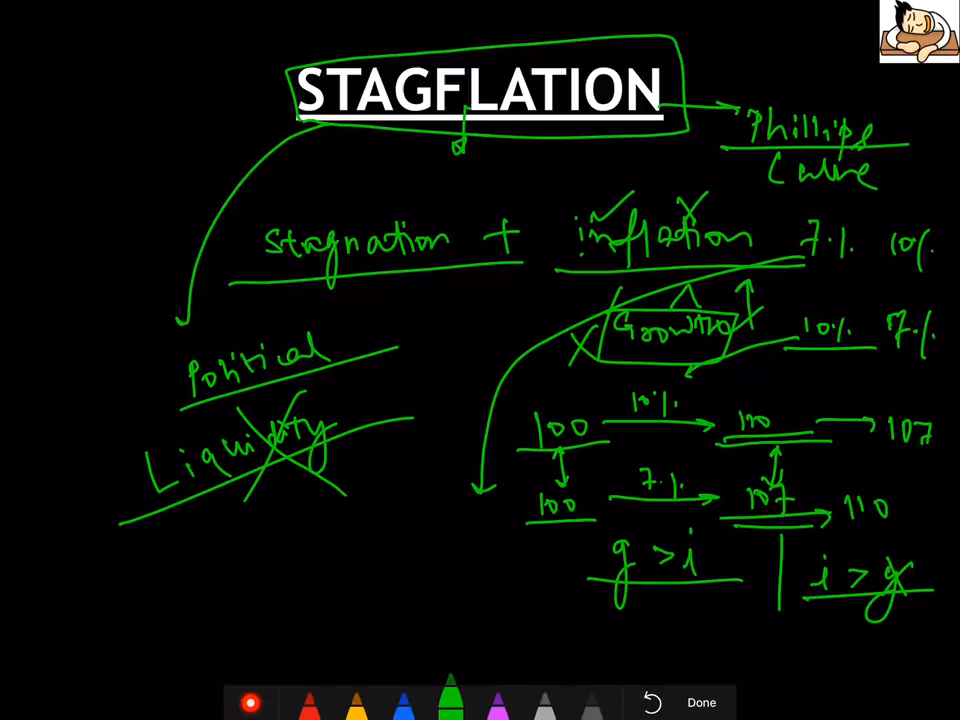 STAGFLATION
Phillips
Curve
Stagnation + inflation 7% 10%
Growth 10% 7%
Political
Liquidity
100 10% 110 107
100 7% 107 110
g > i
i > g
Done